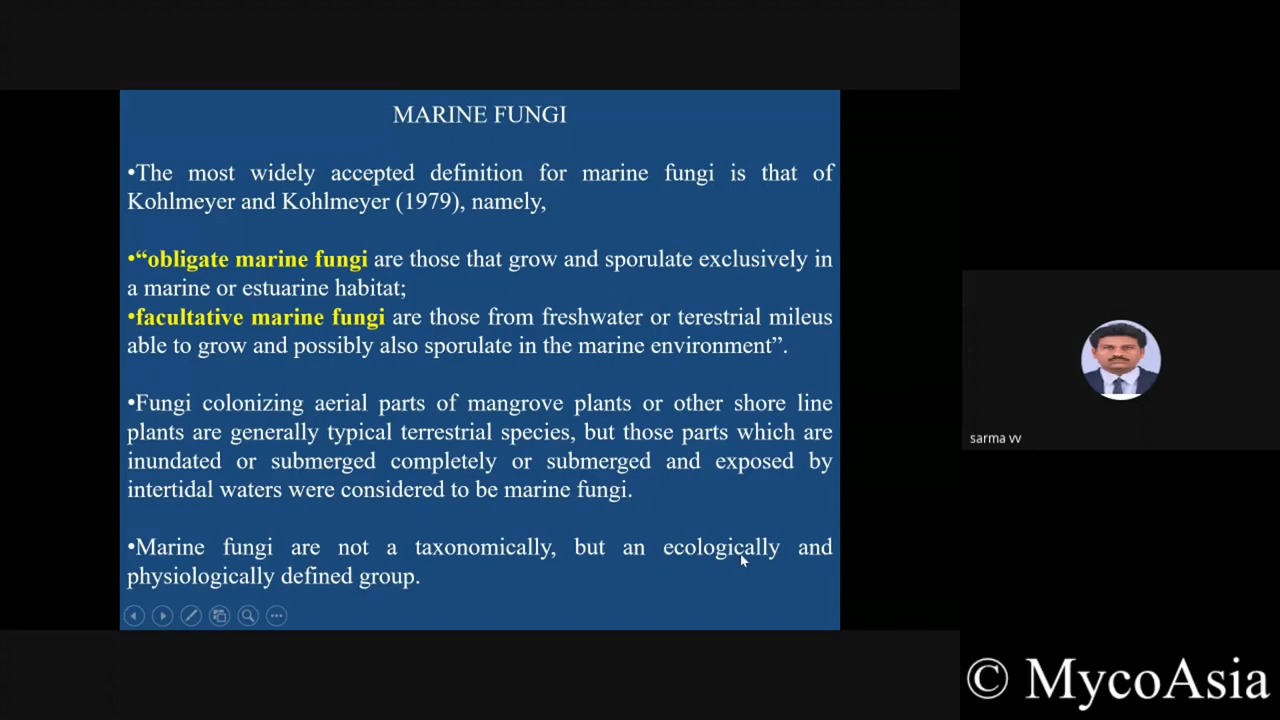 MARINE FUNGI
•The most widely accepted definition for marine fungi is that of
Kohlmeyer and Kohlmeyer (1979), namely,
•“obligate marine fungi are those that grow and sporulate exclusively in
a marine or estuarine habitat;
•facultative marine fungi are those from freshwater or terestrial mileus
able to grow and possibly also sporulate in the marine environment”.
•Fungi colonizing aerial parts of mangrove plants or other shore line
plants are generally typical terrestrial species, but those parts which are
inundated or submerged completely or submerged and exposed by
intertidal waters were considered to be marine fungi.
•Marine fungi are not a taxonomically, but an ecologically and
physiologically defined group.
sarma vv
© MycoAsia